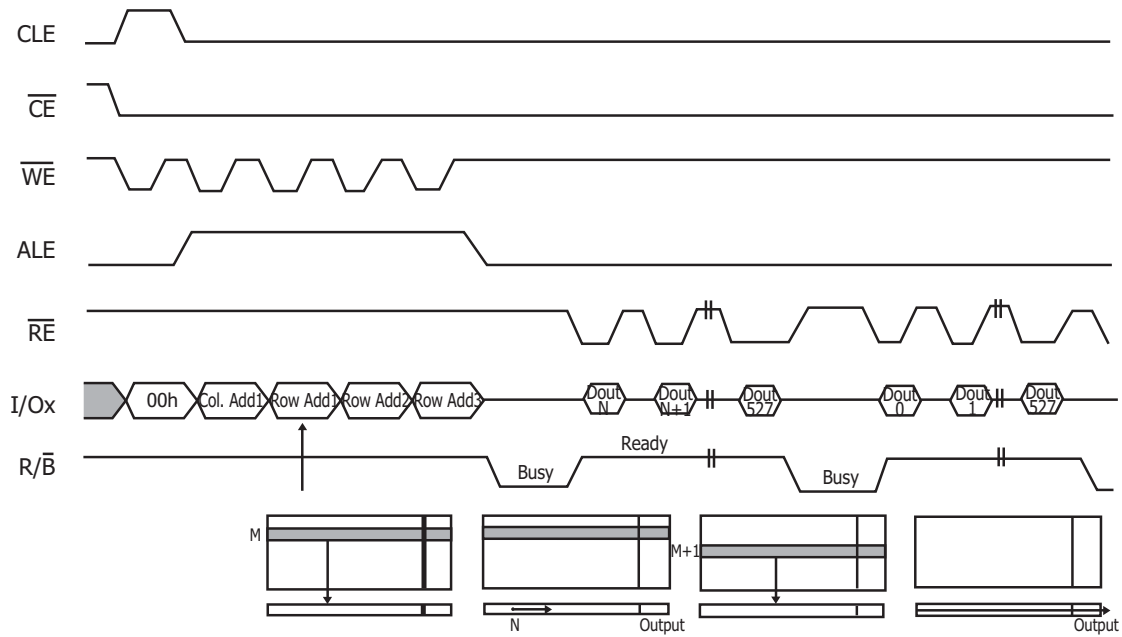 CLE
CE
WE
ALE
RE
I/Ox
00h
Col. Add1
Row Add1
Row Add2
Row Add3
Dout
N
Dout
N+1
Dout
527
Dout
0
Dout
1
Dout
527
R/B
Busy
Ready
Busy
M
M+1
N
Output
Output